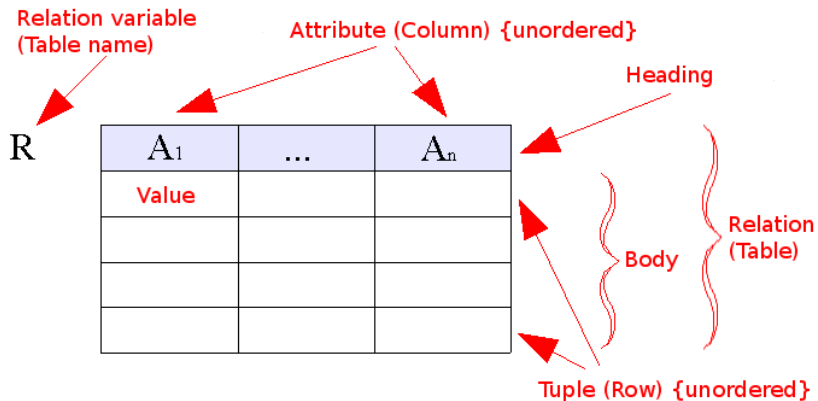 Relation variable
(Table name)
Attribute (Column) {unordered}
Heading
R
A1
...
An
Value
Relation
(Table)
Body
Tuple (Row) {unordered}